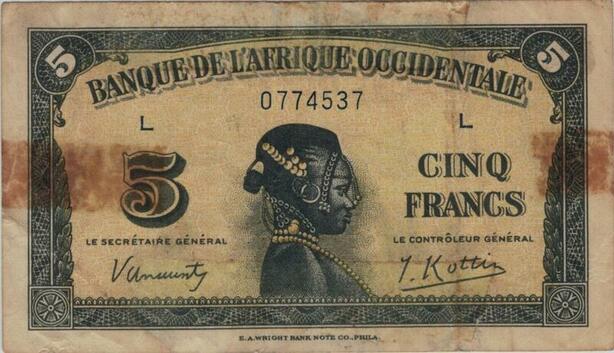 5 5
BANQUE DE L'AFRIQUE OCCIDENTALE
0774537
L L
5
CINQ
FRANCS
LE SECRÉTAIRE GÉNÉRAL
LE CONTRÔLEUR GÉNÉRAL
E.A.WRIGHT BANK NOTE CO., PHILA.